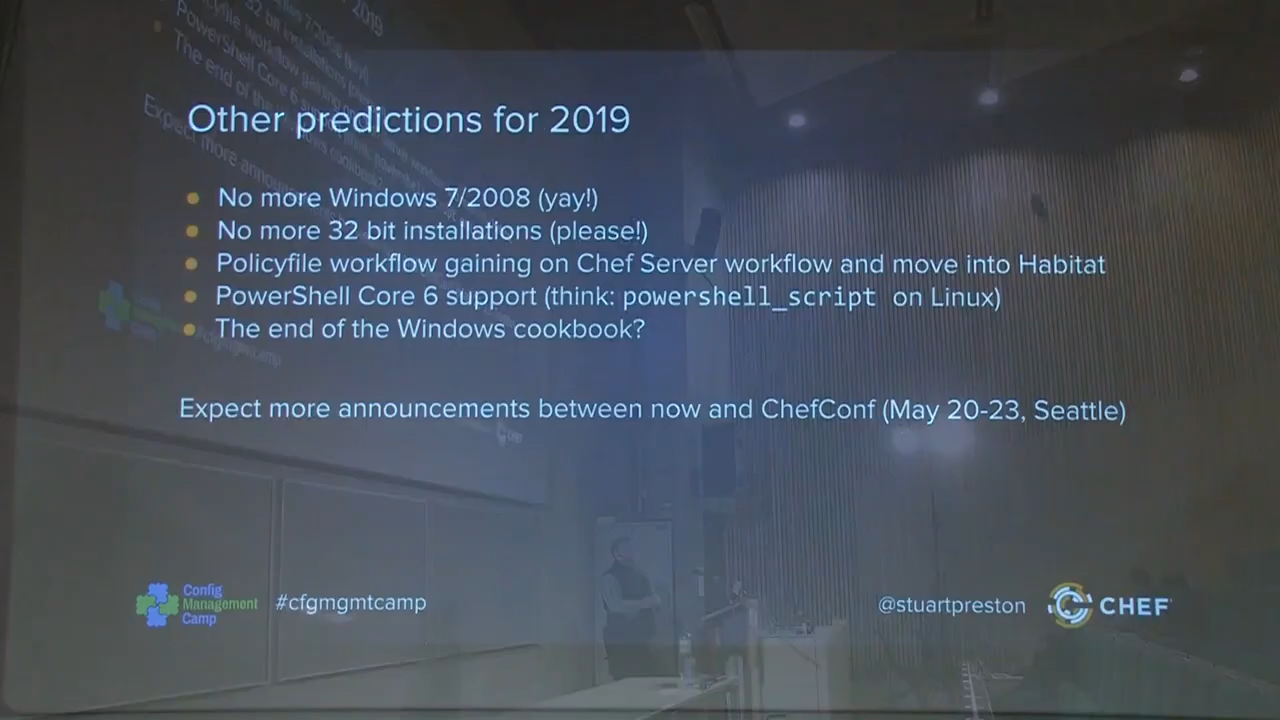 Other predictions for 2019
No more Windows 7/2008 (yay!)
No more 32 bit installations (please!)
Policyfile workflow gaining on Chef Server workflow and move into Habitat
PowerShell Core 6 support (think: powershell_script on Linux)
The end of the Windows cookbook?
Expect more announcements between now and ChefConf (May 20-23, Seattle)
Config
Management
Camp
#cfgmgmtcamp
@stuartpreston
CHEF